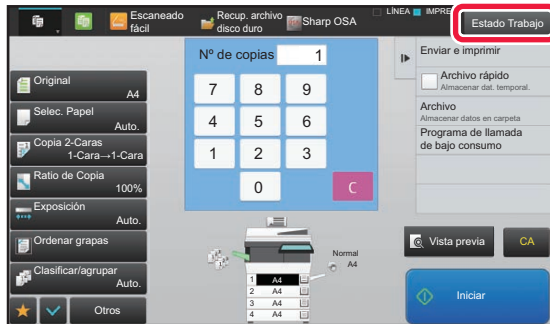 Escaneado
fácil
Recup. archivo
disco duro
Sharp OSA
LÍNEA
IMPRE
Estado Trabajo
Original
A4
Selec. Papel
Auto.
Copia 2-Caras
1-Cara→1-Cara
Ratio de Copia
100%
Exposición
Auto.
Ordenar grapas
Clasificar/agrupar
Auto.
Otros
Nº de copias
1
7 8 9
4 5 6
1 2 3
0 C
Normal
A4
1 A4
2 A4
3 A4
4 A4
Enviar e imprimir
Archivo rápido
Almacenar dat. temporal.
Archivo
Almacenar datos en carpeta
Programa de llamada
de bajo consumo
Vista previa
CA
Iniciar